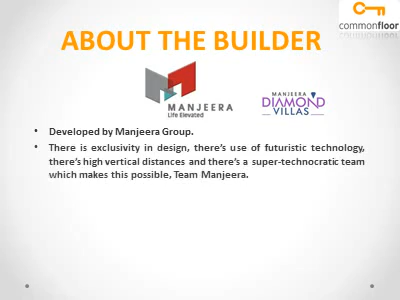 commonfloor
ABOUT THE BUILDER
MANJEERA
Life Elevated
MANJEERA
DIAMOND
VILLAS
• Developed by Manjeera Group.
• There is exclusivity in design, there's use of futuristic technology,
there's high vertical distances and there's a super-technocratic team
which makes this possible, Team Manjeera.